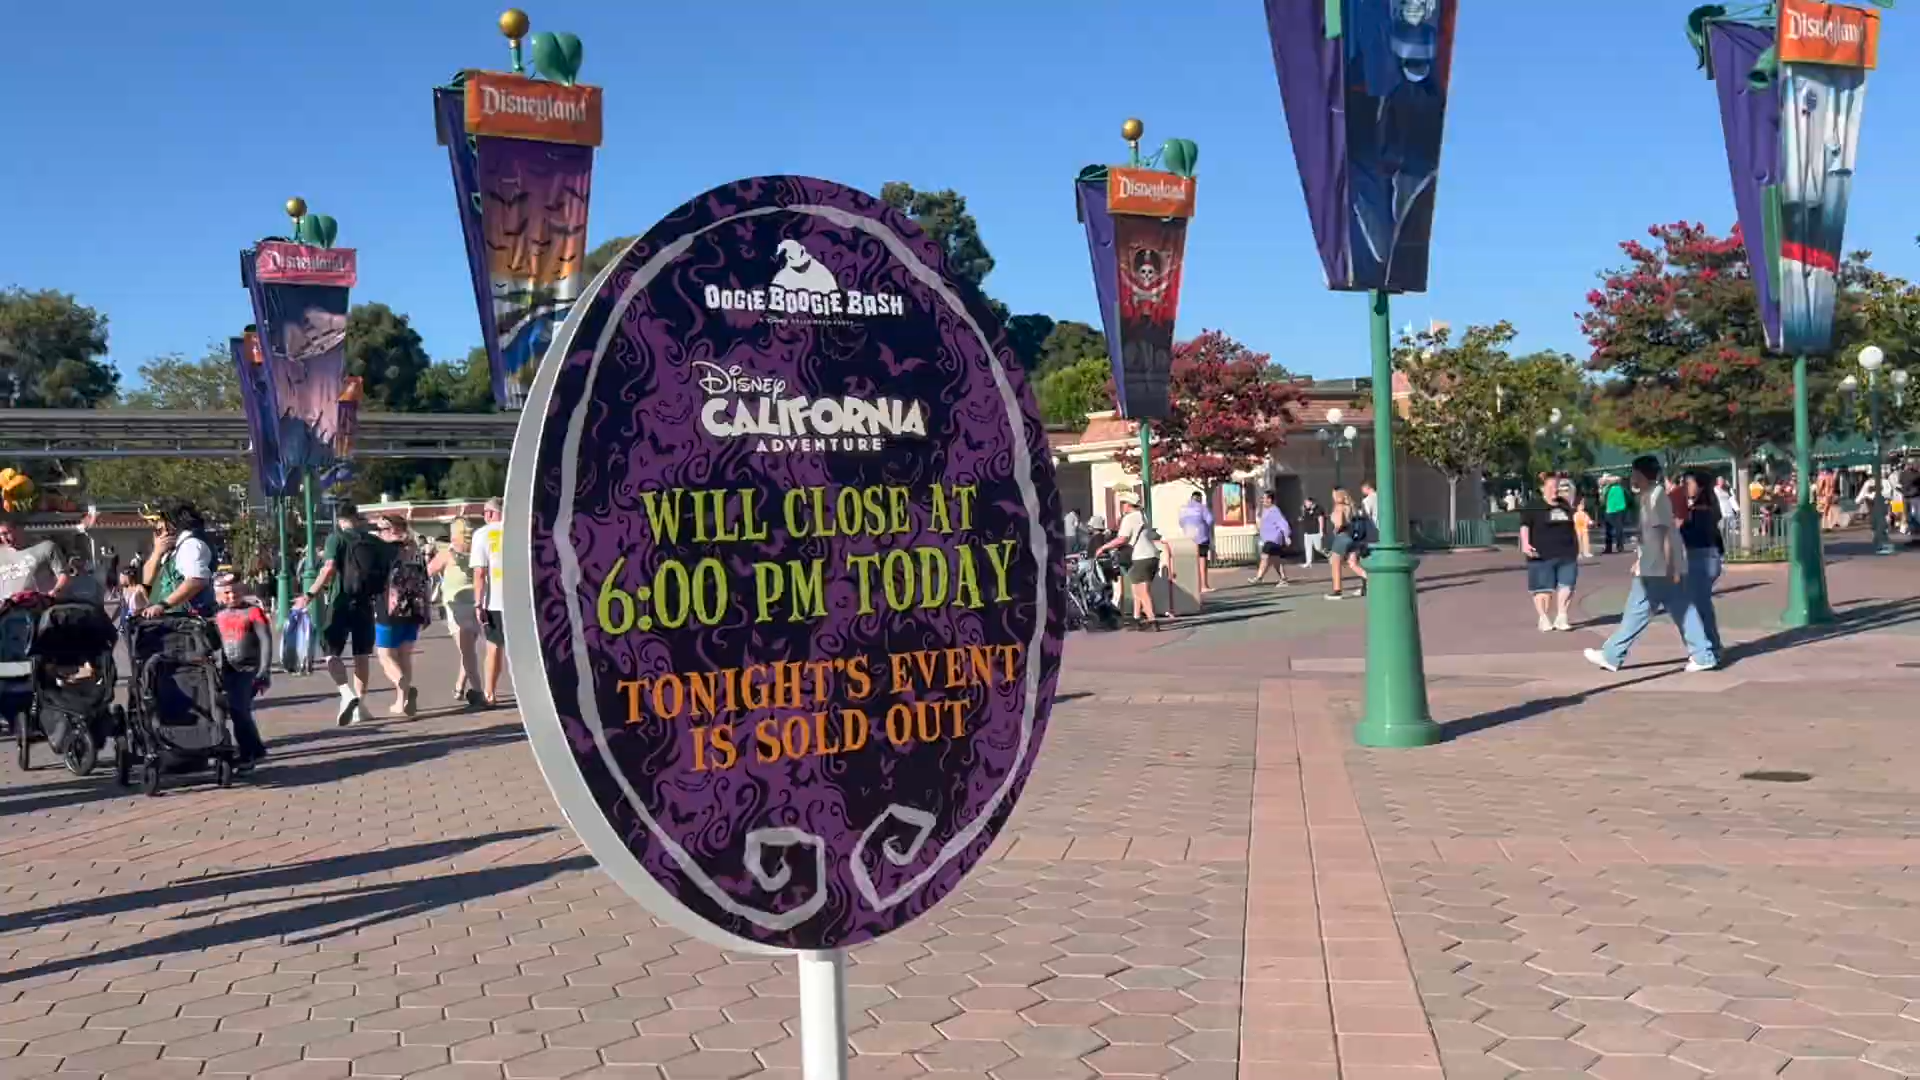 Disneyland
Disneyland
Disneyland
Disneyland
OOGIE BOOGIE BASH
DISNEY
CALIFORNIA
ADVENTURE
WILL CLOSE AT
6:00 PM TODAY
TONIGHT'S EVENT
IS SOLD OUT